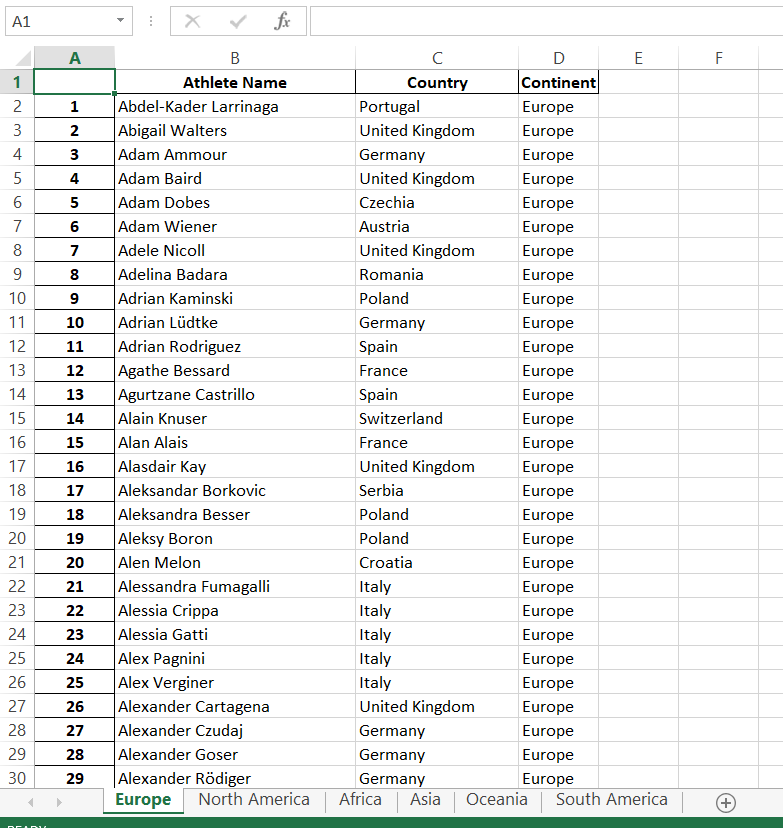 A1 fx
A B C D E F
1 Athlete Name Country Continent
2 1 Abdel-Kader Larrinaga Portugal Europe
3 2 Abigail Walters United Kingdom Europe
4 3 Adam Ammour Germany Europe
5 4 Adam Baird United Kingdom Europe
6 5 Adam Dobes Czechia Europe
7 6 Adam Wiener Austria Europe
8 7 Adele Nicoll United Kingdom Europe
9 8 Adelina Badara Romania Europe
10 9 Adrian Kaminski Poland Europe
11 10 Adrian Lüdtke Germany Europe
12 11 Adrian Rodriguez Spain Europe
13 12 Agathe Bessard France Europe
14 13 Agurtzane Castrillo Spain Europe
15 14 Alain Knuser Switzerland Europe
16 15 Alan Alais France Europe
17 16 Alasdair Kay United Kingdom Europe
18 17 Aleksandar Borkovic Serbia Europe
19 18 Aleksandra Besser Poland Europe
20 19 Aleksy Boron Poland Europe
21 20 Alen Melon Croatia Europe
22 21 Alessandra Fumagalli Italy Europe
23 22 Alessia Crippa Italy Europe
24 23 Alessia Gatti Italy Europe
25 24 Alex Pagnini Italy Europe
26 25 Alex Verginer Italy Europe
27 26 Alexander Cartagena United Kingdom Europe
28 27 Alexander Czudaj Germany Europe
29 28 Alexander Goser Germany Europe
30 29 Alexander Rödiger Germany Europe
Europe North America Africa Asia Oceania South America